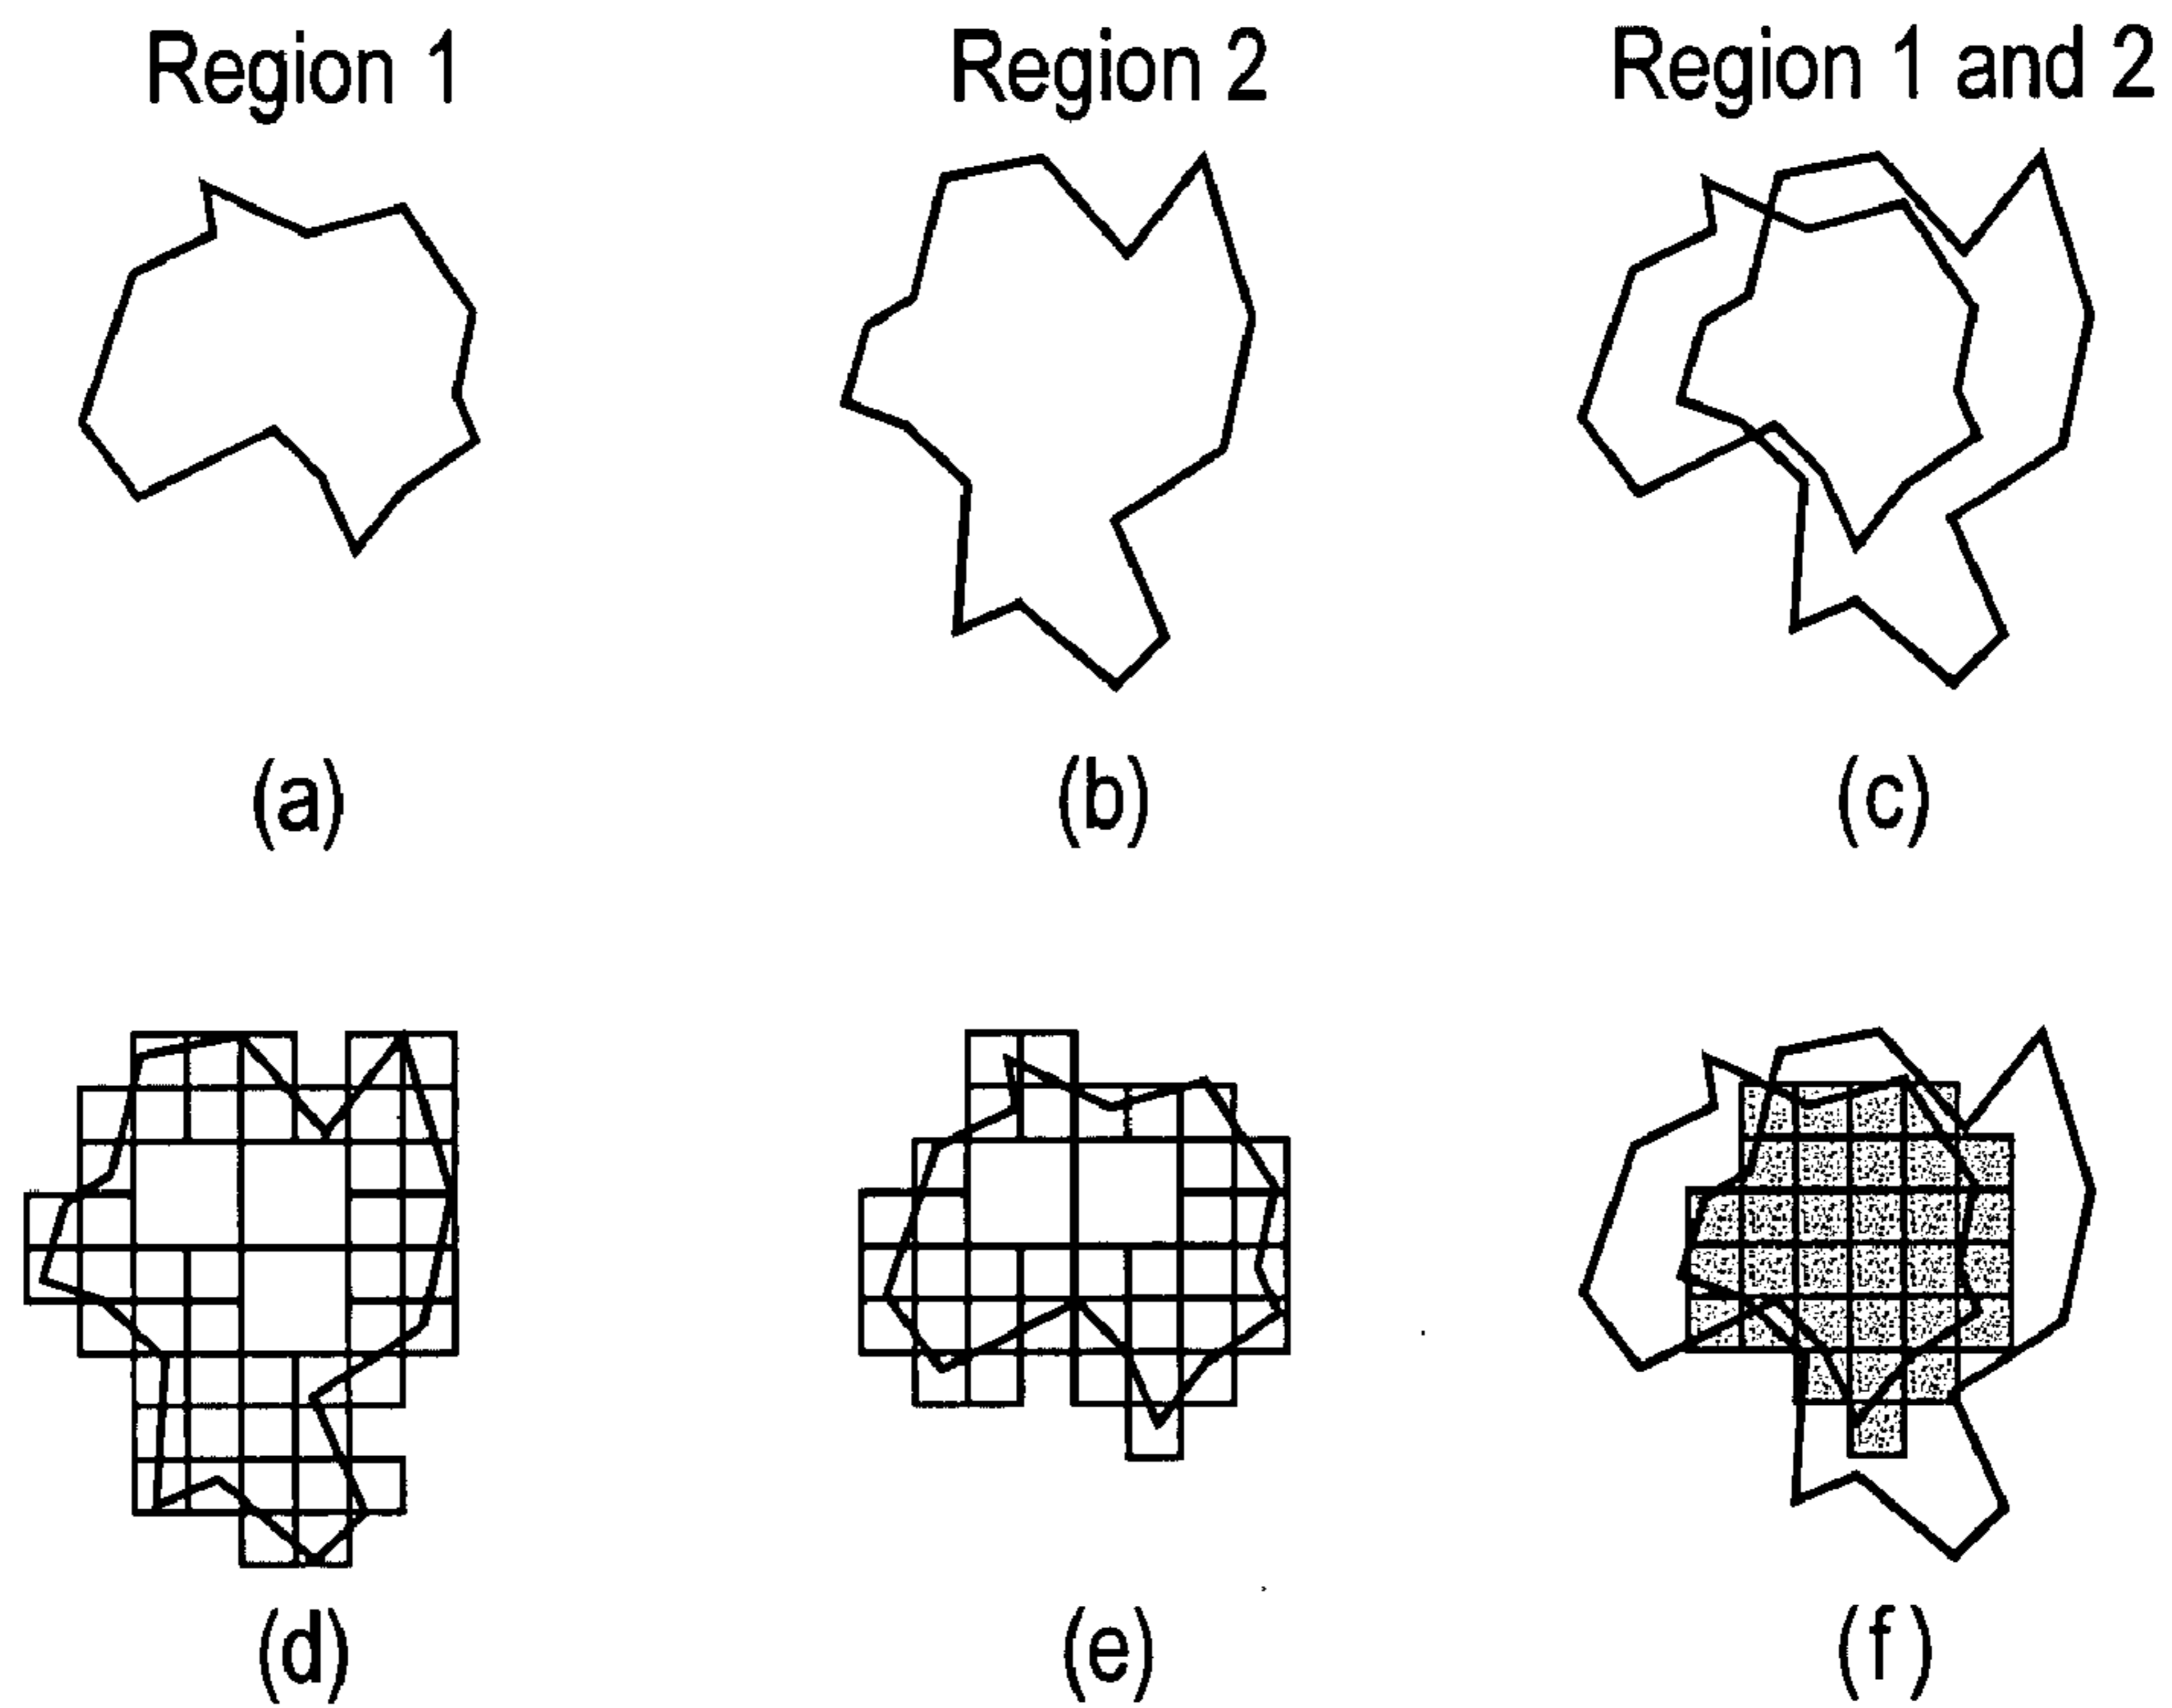 Region 1
Region 2
Region 1 and 2
(a)
(b)
(c)
(d)
(e)
(f)